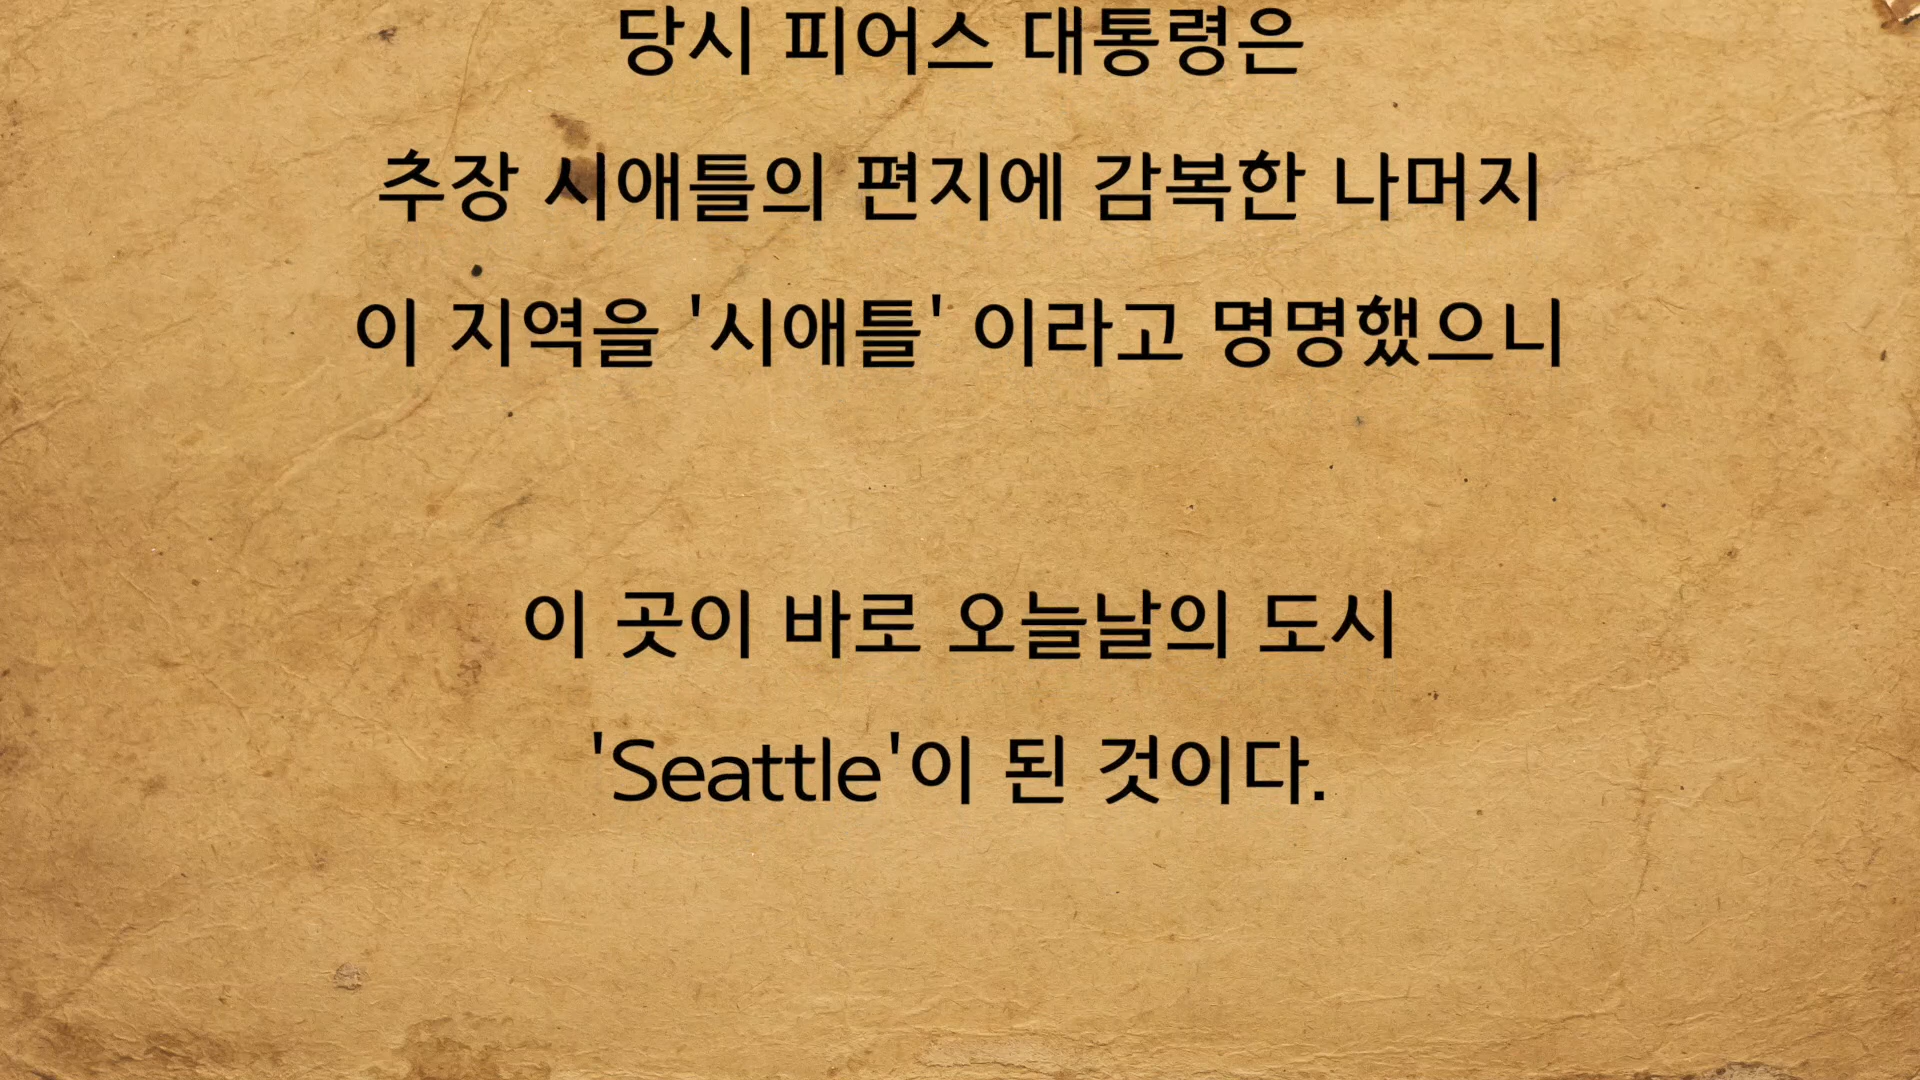 당시 피어스 대통령은
추장 시애틀의 편지에 감복한 나머지
이 지역을 '시애틀' 이라고 명명했으니
이 곳이 바로 오늘날의 도시
'Seattle'이 된 것이다.